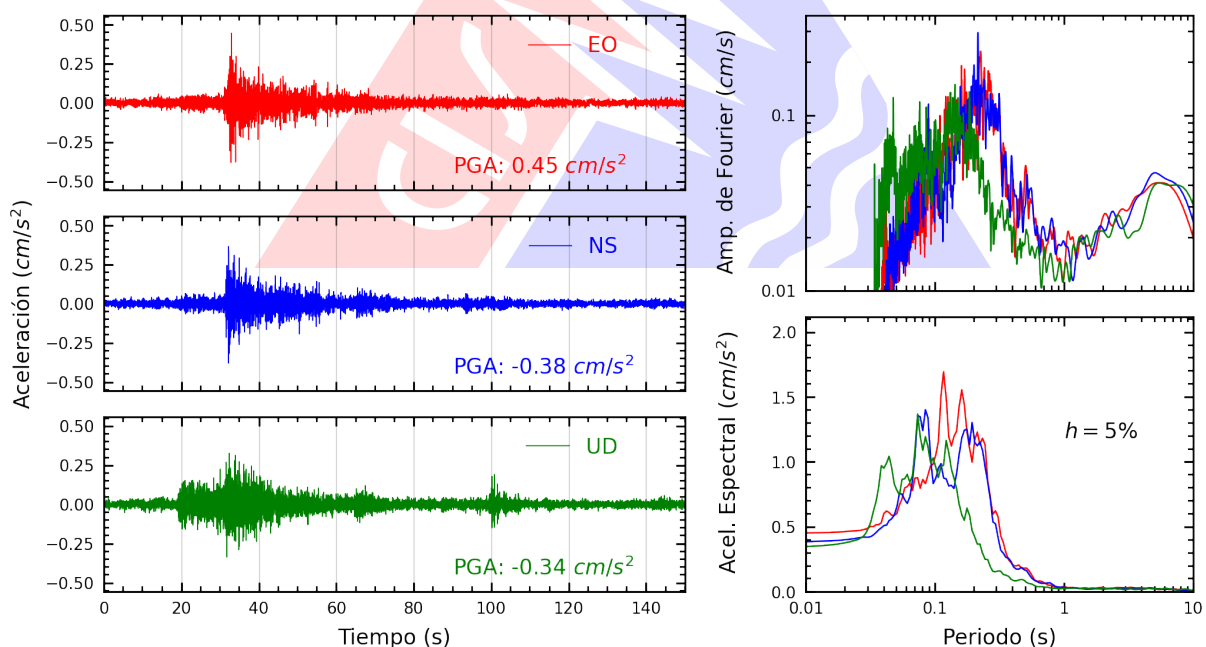 EO
PGA: 0.45 cm/s²
0.50
0.25
0.00
−0.25
−0.50
NS
PGA: -0.38 cm/s²
0.50
0.25
0.00
−0.25
−0.50
UD
PGA: -0.34 cm/s²
0.50
0.25
0.00
−0.25
−0.50
Aceleración (cm/s²)
0 20 40 60 80 100 120 140
Tiempo (s)
Amp. de Fourier (cm/s)
0.1
0.01
Acel. Espectral (cm/s²)
2.0
1.5
1.0
0.5
0.0
h = 5%
0.01 0.1 1 10
Periodo (s)